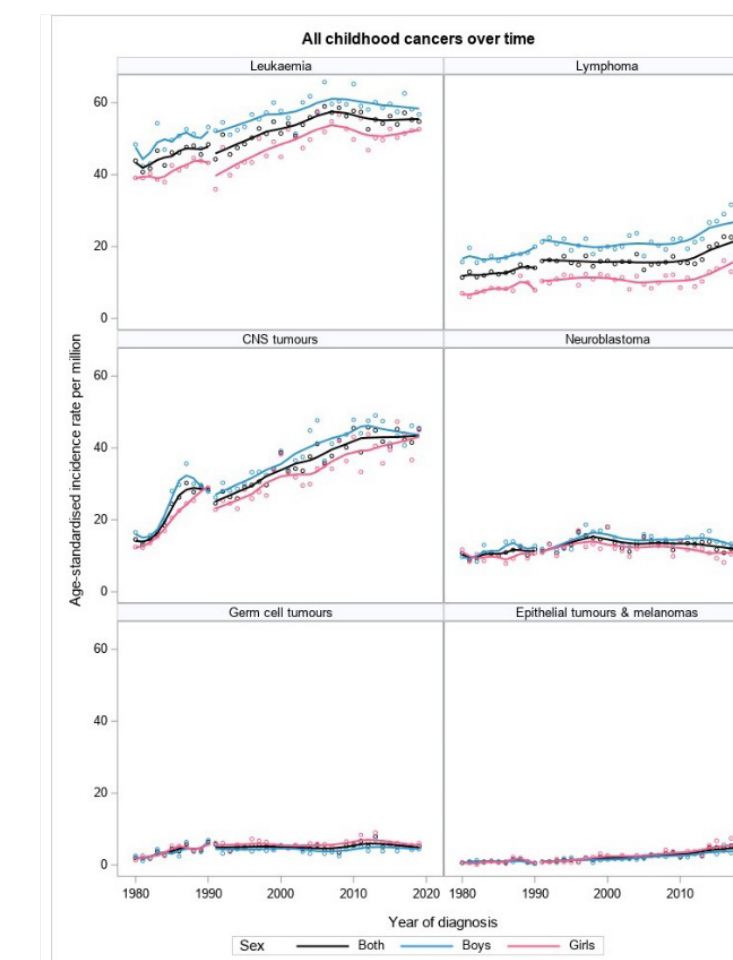 All childhood cancers over time
Leukaemia Lymphoma
60
40
20
0
CNS tumours Neuroblastoma
60
40
20
0
Germ cell tumours Epithelial tumours & melanomas
60
40
20
0
1980 1990 2000 2010 2020 1980 1990 2000 2010
Age-standardised incidence rate per million
Year of diagnosis
Sex Both Boys Girls